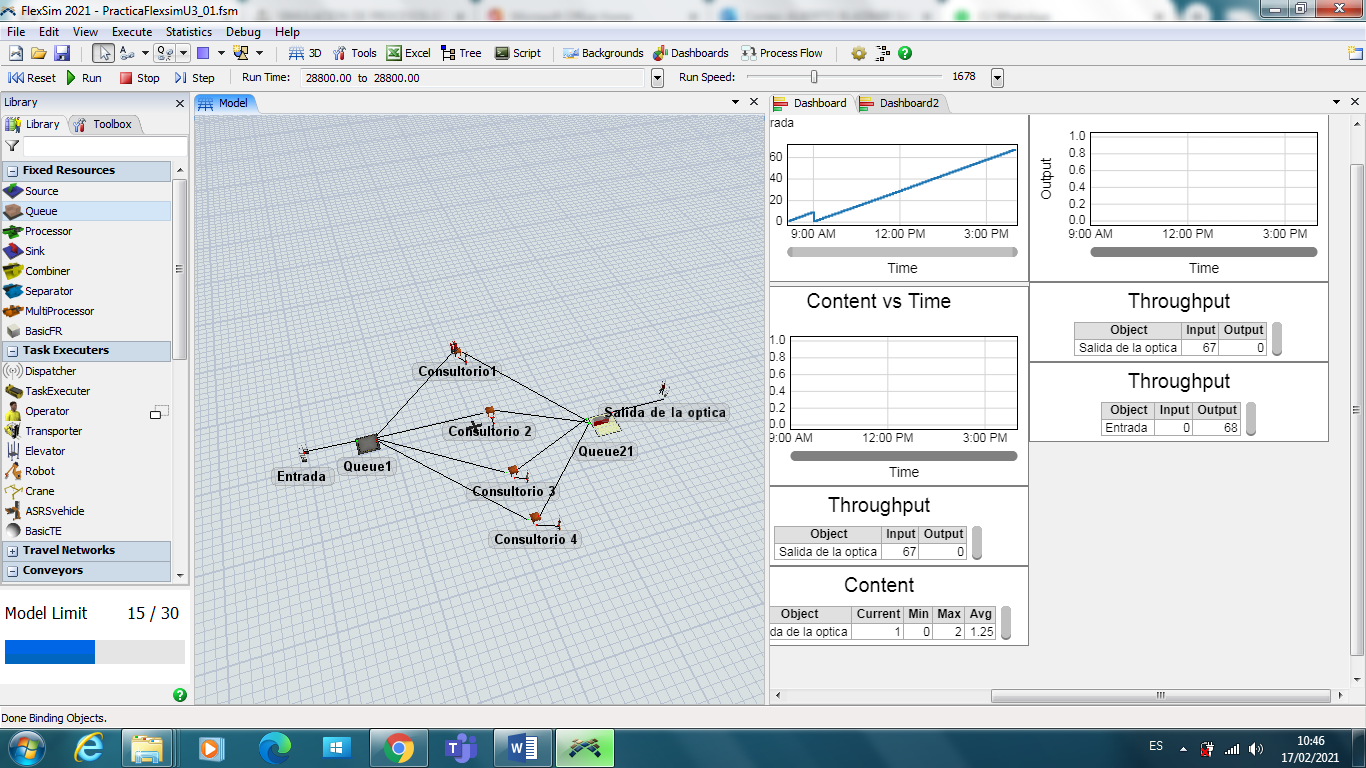 FlexSim 2021 - PracticaFlexsimU3_01.fsm
File Edit View Execute Statistics Debug Help
3D Tools Excel Tree Script Backgrounds Dashboards Process Flow
Reset Run Stop Step Run Time: 28800.00 to 28800.00 Run Speed: 1678
Library
Library Toolbox
Fixed Resources
Source
Queue
Processor
Sink
Combiner
Separator
MultiProcessor
BasicFR
Task Executers
Dispatcher
TaskExecuter
Operator
Transporter
Elevator
Robot
Crane
ASRSvehicle
BasicTE
Travel Networks
Conveyors
Model Limit 15 / 30
Model
Consultorio1
Salida de la optica
Consultorio 2
Queue21
Queue1
Entrada
Consultorio 3
Consultorio 4
Dashboard Dashboard2
rada
60
40
20
0
9:00 AM 12:00 PM 3:00 PM
Time
Output
1.0
0.8
0.6
0.4
0.2
0.0
9:00 AM 12:00 PM 3:00 PM
Time
Content vs Time
1.0
0.8
0.6
0.4
0.2
0.0
9:00 AM 12:00 PM 3:00 PM
Time
Throughput
Object Input Output
Salida de la optica 67 0
Throughput
Object Input Output
Entrada 0 68
Throughput
Object Input Output
Salida de la optica 67 0
Content
Object Current Min Max Avg
da de la optica 1 0 2 1.25
Done Binding Objects.
ES
10:46
17/02/2021